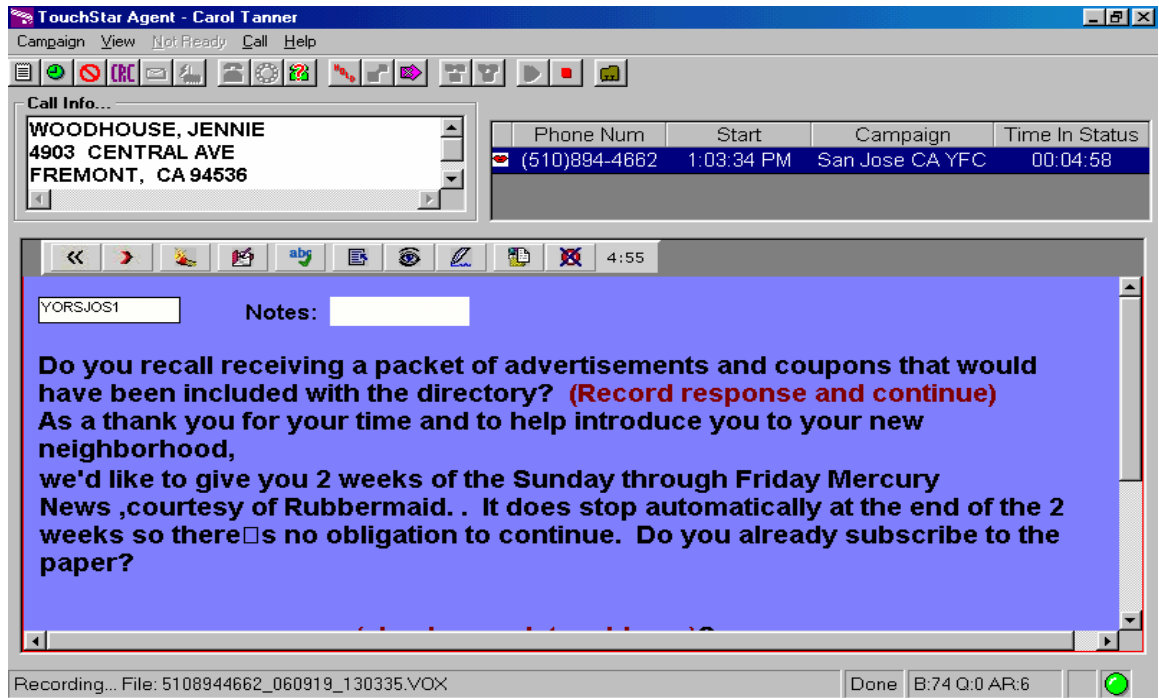 TouchStar Agent - Carol Tanner
Campaign View Not Ready Call Help
CRC
Call Info...
WOODHOUSE, JENNIE
4903 CENTRAL AVE
FREMONT, CA 94536
Phone Num Start Campaign Time In Status
(510)894-4662 1:03:34 PM San Jose CA YFC 00:04:58
abc 4:55
YORSJOS1 Notes:
Do you recall receiving a packet of advertisements and coupons that would
have been included with the directory? (Record response and continue)
As a thank you for your time and to help introduce you to your new
neighborhood,
we'd like to give you 2 weeks of the Sunday through Friday Mercury
News ,courtesy of Rubbermaid. . It does stop automatically at the end of the 2
weeks so there□s no obligation to continue. Do you already subscribe to the
paper?
Recording... File: 5108944662_060919_130335.VOX Done B:74 Q:0 AR:6